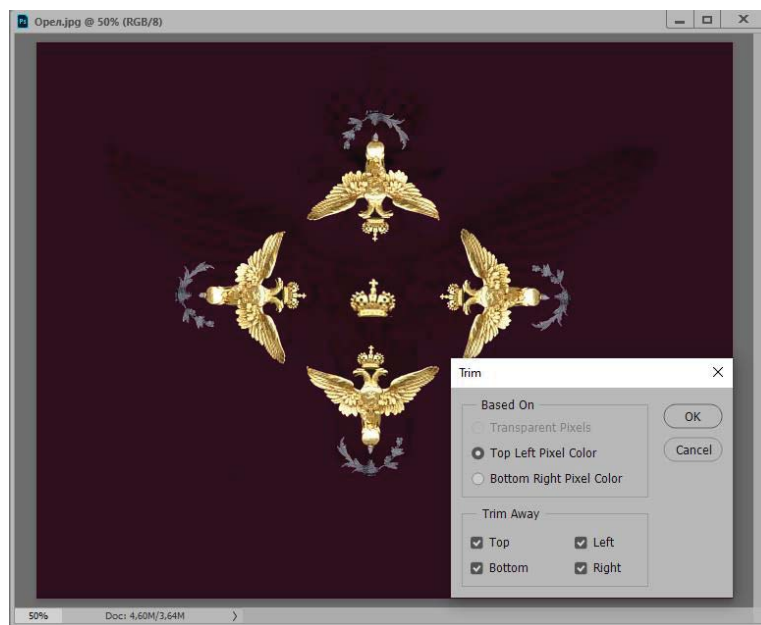 Ps Орел.jpg @ 50% (RGB/8)
Trim
Based On
Transparent Pixels
Top Left Pixel Color
Bottom Right Pixel Color
OK
Cancel
Trim Away
Top Left
Bottom Right
50% Doc: 4,60M/3,64M